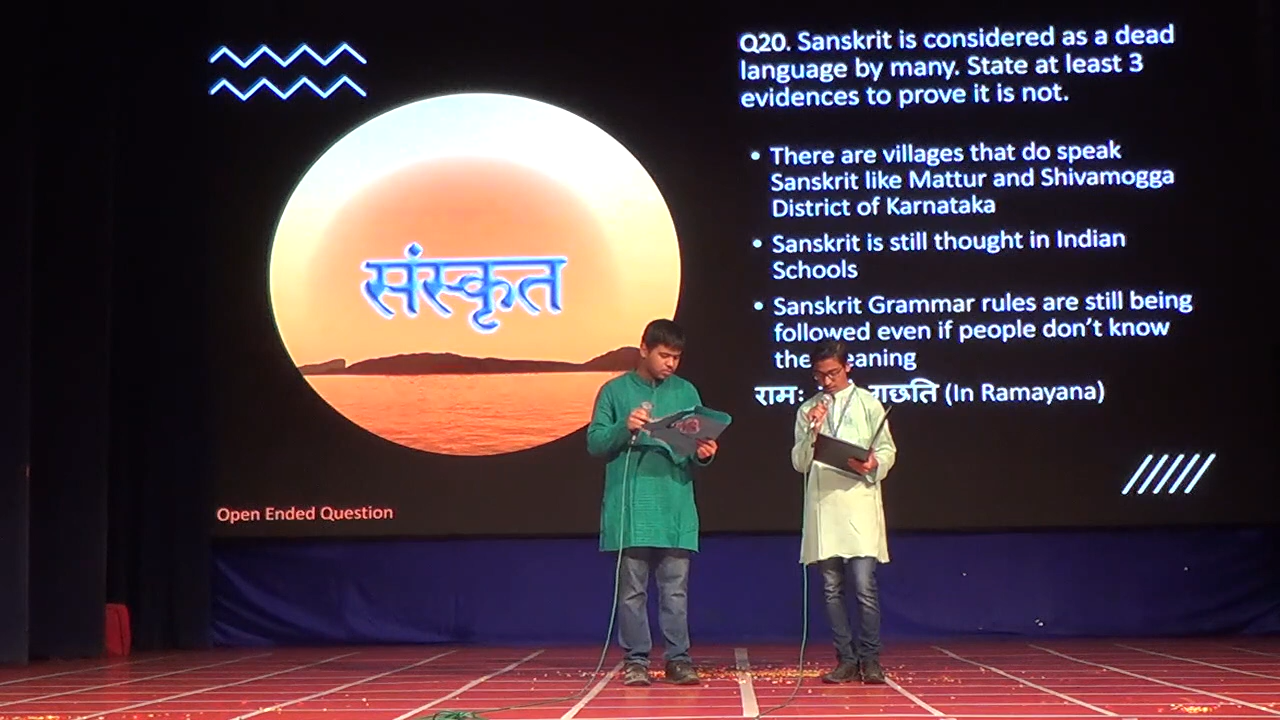 Q20. Sanskrit is considered as a dead
language by many. State at least 3
evidences to prove it is not.
• There are villages that do speak
Sanskrit like Mattur and Shivamogga
District of Karnataka
• Sanskrit is still thought in Indian
Schools
• Sanskrit Grammar rules are still being
followed even if people don't know
the meaning
रामः गछति (In Ramayana)
संस्कृत
Open Ended Question